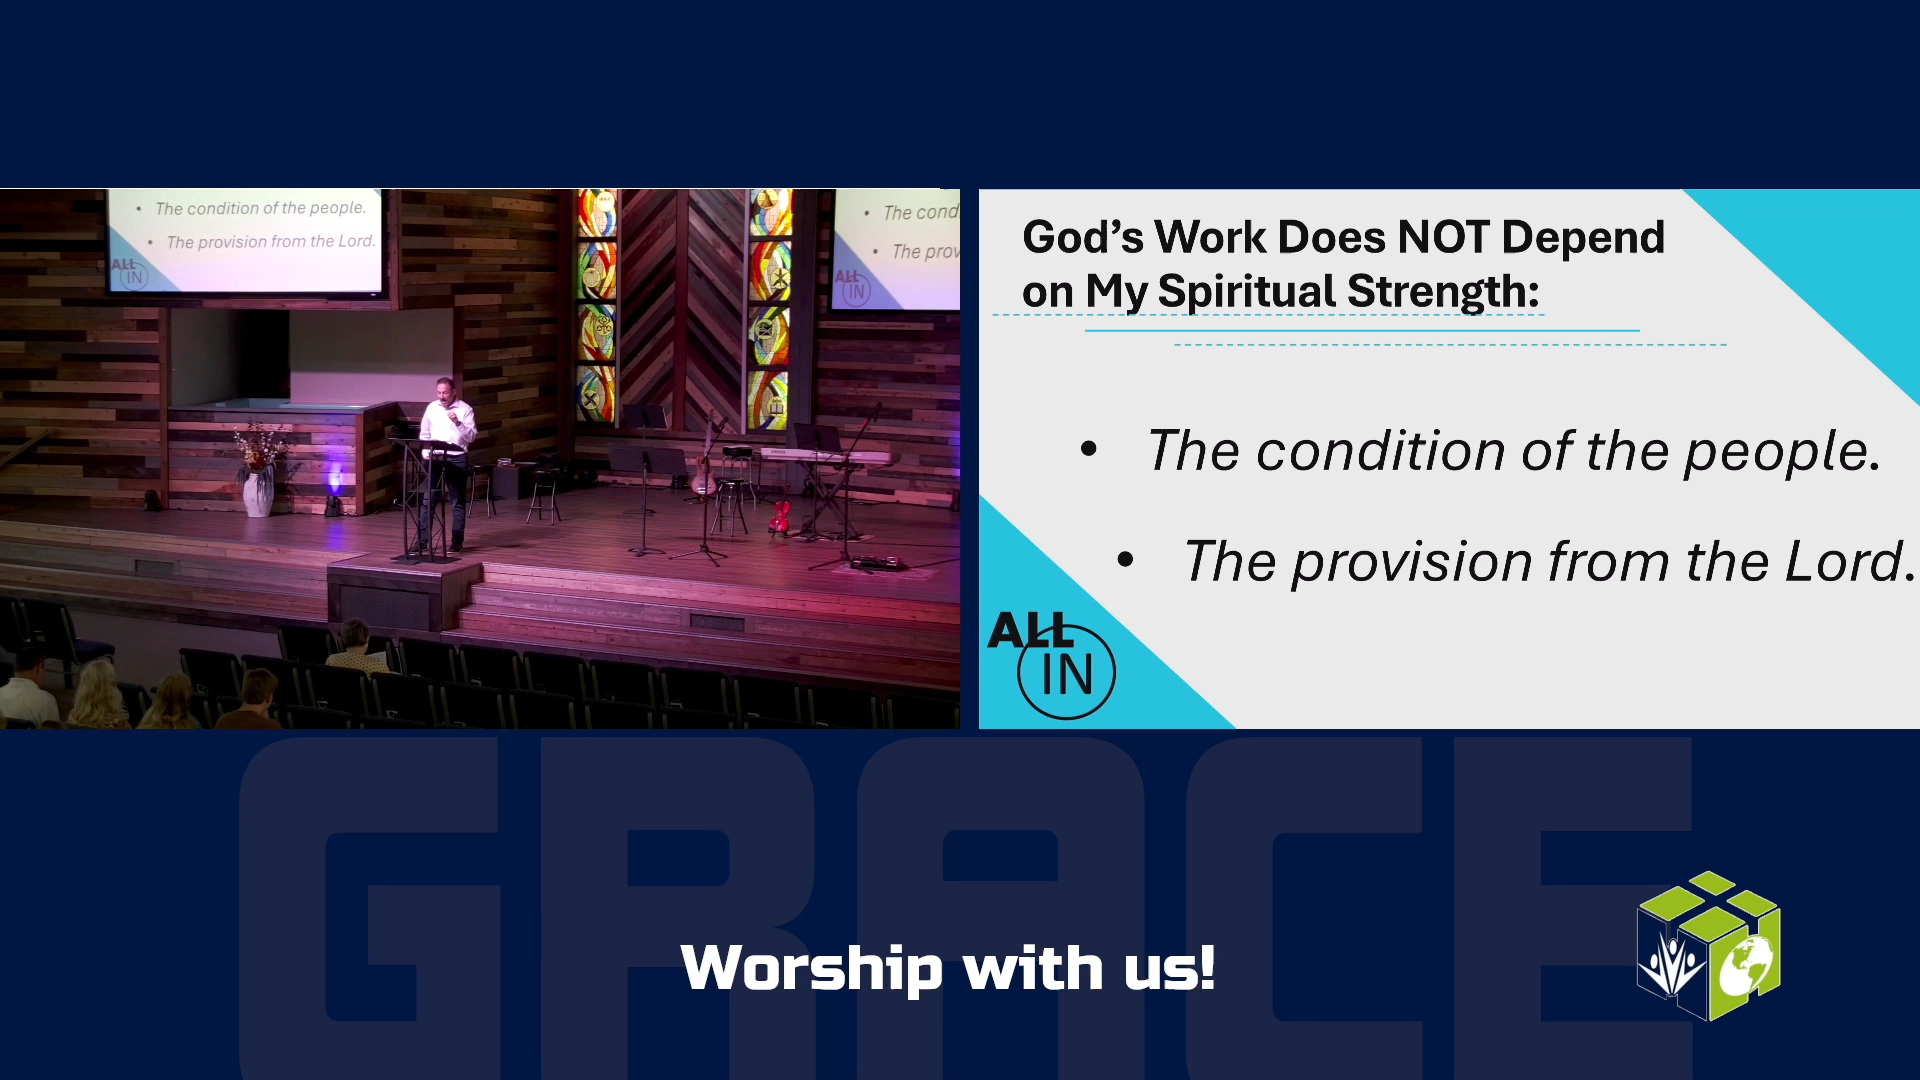 • The condition of the people.
• The provision from the Lord.
ALL
IN
• The cond
• The prov
ALL
IN
God's Work Does NOT Depend
on My Spiritual Strength:
• The condition of the people.
• The provision from the Lord.
ALL
IN
GRACE
Worship with us!